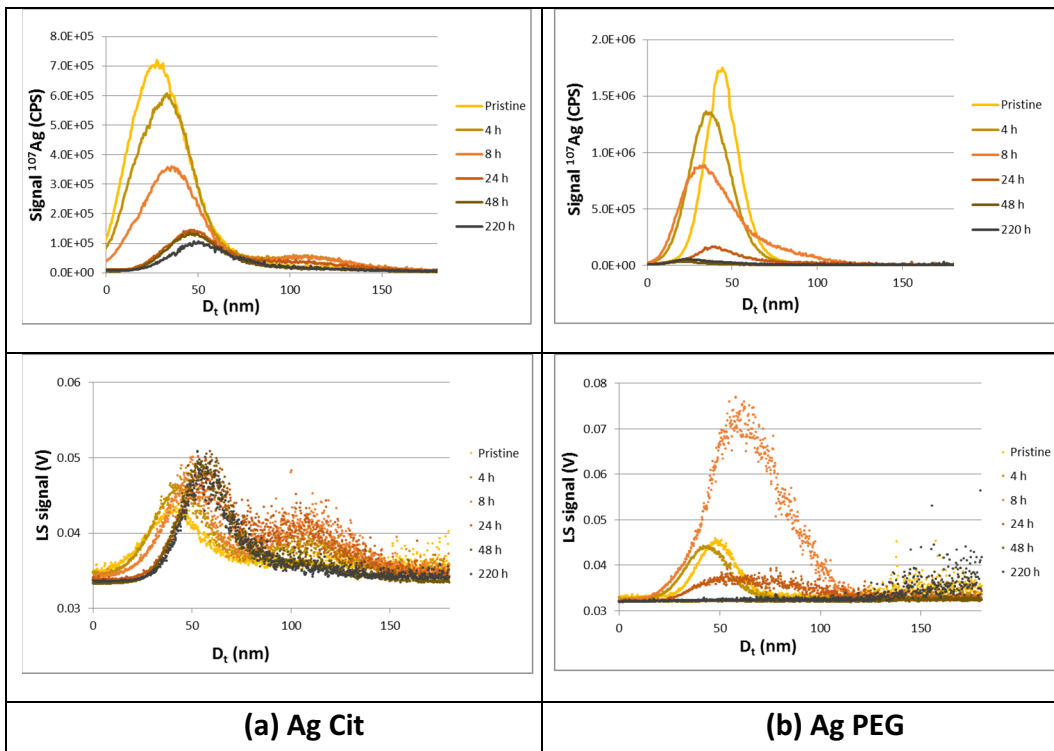 8.0E+05
7.0E+05
6.0E+05
5.0E+05
4.0E+05
3.0E+05
2.0E+05
1.0E+05
0.0E+00
Signal ¹⁰⁷Ag (CPS)
0 50 100 150
Dₜ (nm)
Pristine
4 h
8 h
24 h
48 h
220 h
2.0E+06
1.5E+06
1.0E+06
5.0E+05
0.0E+00
Signal ¹⁰⁷Ag (CPS)
0 50 100 150
Dₜ (nm)
Pristine
4 h
8 h
24 h
48 h
220 h
0.06
0.05
0.04
0.03
LS signal (V)
0 50 100 150
Dₜ (nm)
Pristine
4 h
8 h
24 h
48 h
220 h
0.08
0.07
0.06
0.05
0.04
0.03
LS signal (V)
0 50 100 150
Dₜ (nm)
Pristine
4 h
8 h
24 h
48 h
220 h
(a) Ag Cit
(b) Ag PEG